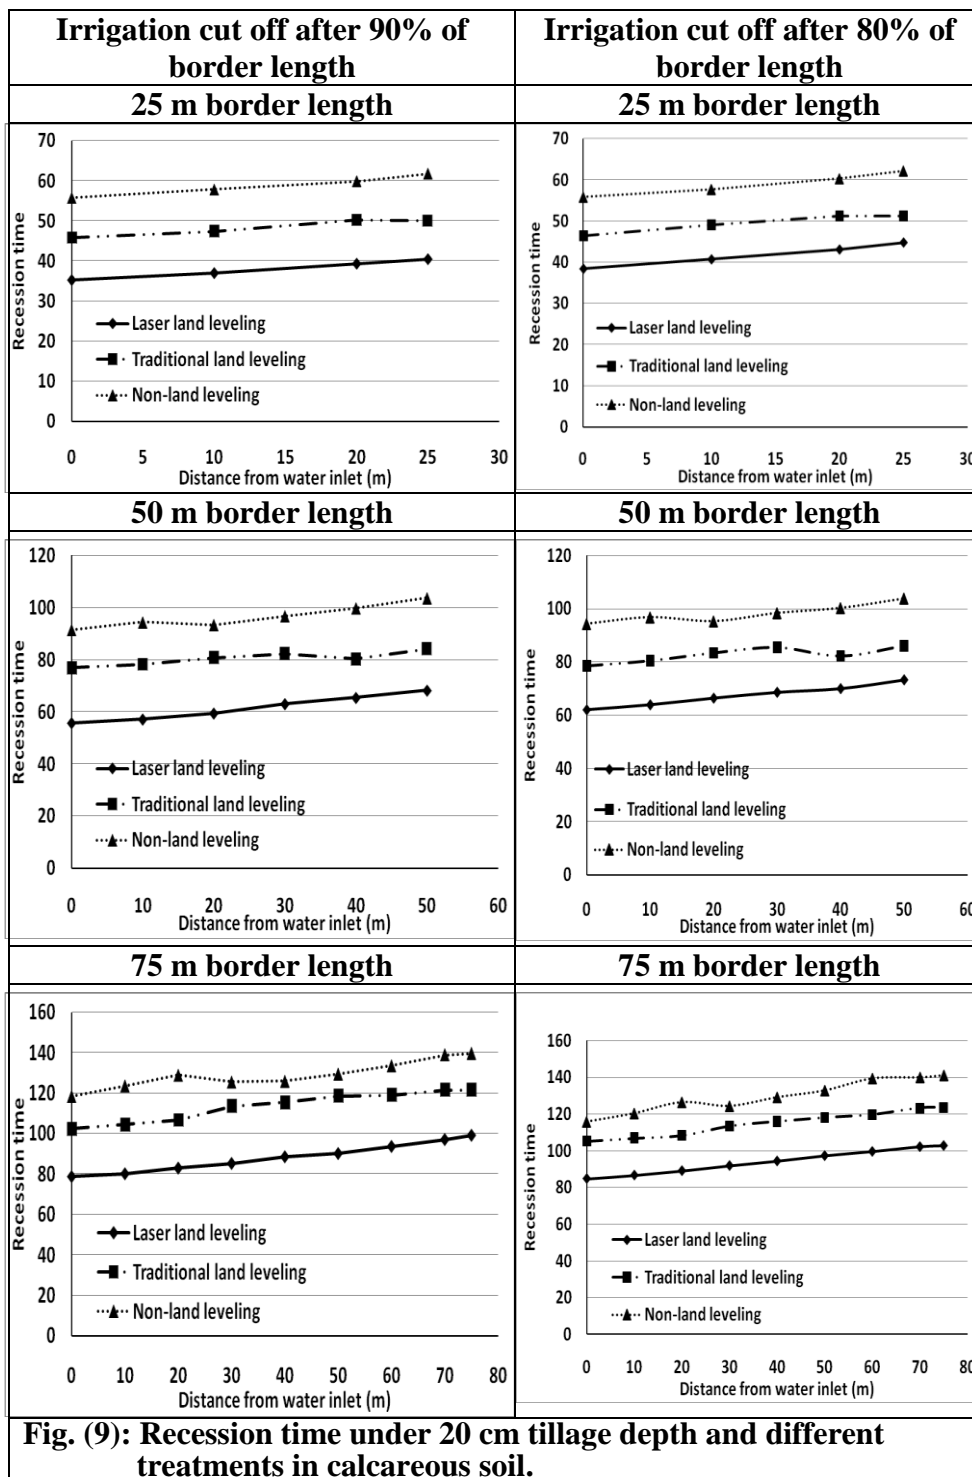 Irrigation cut off after 90% of
border length
Irrigation cut off after 80% of
border length
25 m border length
25 m border length
70
60
50
40
30
20
10
0
Recession time
Laser land leveling
Traditional land leveling
Non-land leveling
0 5 10 15 20 25 30
Distance from water inlet (m)
70
60
50
40
30
20
10
0
Recession time
Laser land leveling
Traditional land leveling
Non-land leveling
0 5 10 15 20 25 30
Distance from water inlet (m)
50 m border length
50 m border length
120
100
80
60
40
20
0
Recession time
Laser land leveling
Traditional land leveling
Non-land leveling
0 10 20 30 40 50 60
Distance from water inlet (m)
120
100
80
60
40
20
0
Recession time
Laser land leveling
Traditional land leveling
Non-land leveling
0 10 20 30 40 50 60
Distance from water inlet (m)
75 m border length
75 m border length
160
140
120
100
80
60
40
20
0
Recession time
Laser land leveling
Traditional land leveling
Non-land leveling
0 10 20 30 40 50 60 70 80
Distance from water inlet (m)
160
140
120
100
80
60
40
20
0
Recession time
Laser land leveling
Traditional land leveling
Non-land leveling
0 10 20 30 40 50 60 70 80
Distance from water inlet (m)
Fig. (9): Recession time under 20 cm tillage depth and different
treatments in calcareous soil.